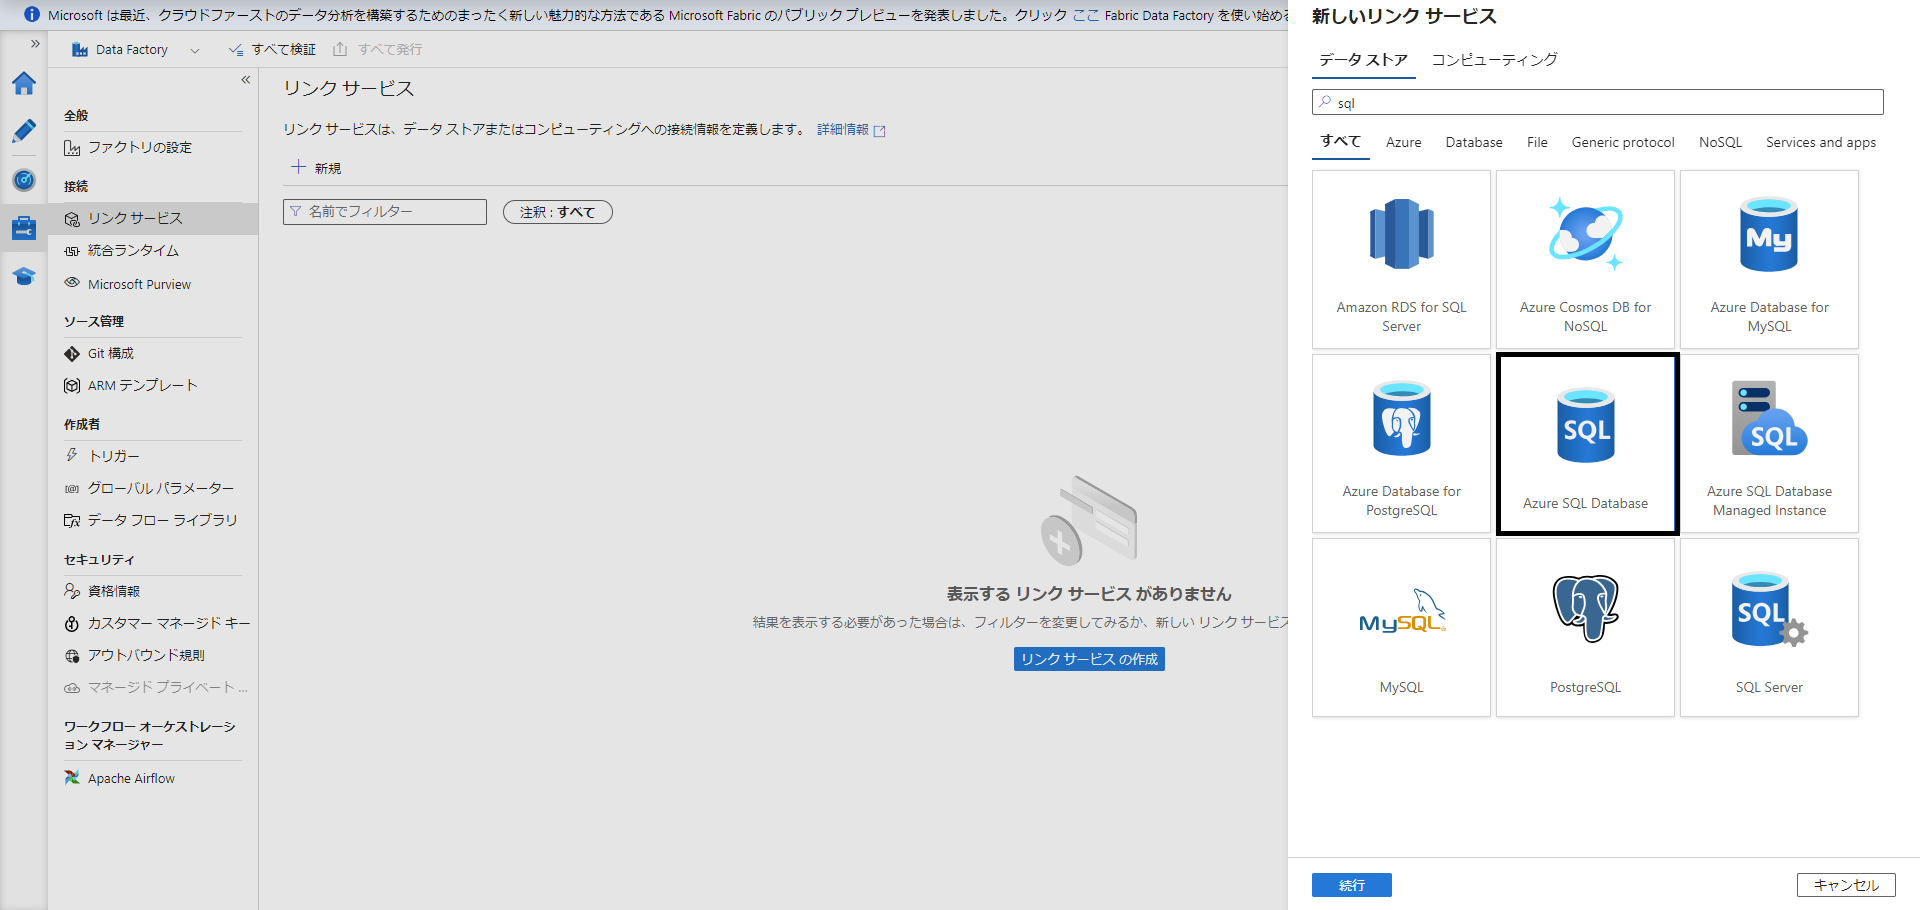 Microsoft は最近、クラウドファーストのデータ分析を構築するためのまったく新しい魅力的な方法である Microsoft Fabric のパブリック プレビューを発表しました。クリック ここ Fabric Data Factory を使い始め
Data Factory
すべて検証
すべて発行
全般
ファクトリの設定
接続
リンク サービス
統合ランタイム
Microsoft Purview
ソース管理
Git 構成
ARM テンプレート
作成者
トリガー
グローバル パラメーター
データ フロー ライブラリ
セキュリティ
資格情報
カスタマー マネージド キー
アウトバウンド規則
マネージド プライベート ...
ワークフロー オーケストレーシ
ョン マネージャー
Apache Airflow
リンク サービス
リンク サービスは、データ ストアまたはコンピューティングへの接続情報を定義します。 詳細情報
新規
名前でフィルター
注釈 : すべて
表示する リンク サービス がありません
結果を表示する必要があった場合は、フィルターを変更してみるか、新しい リンク サービス
リンク サービス の作成
新しいリンク サービス
データ ストア
コンピューティング
sql
すべて
Azure
Database
File
Generic protocol
NoSQL
Services and apps
Amazon RDS for SQL
Server
Azure Cosmos DB for
NoSQL
My
Azure Database for
MySQL
Azure Database for
PostgreSQL
SQL
Azure SQL Database
SQL
Azure SQL Database
Managed Instance
MySQL
MySQL
PostgreSQL
SQL
SQL Server
続行
キャンセル